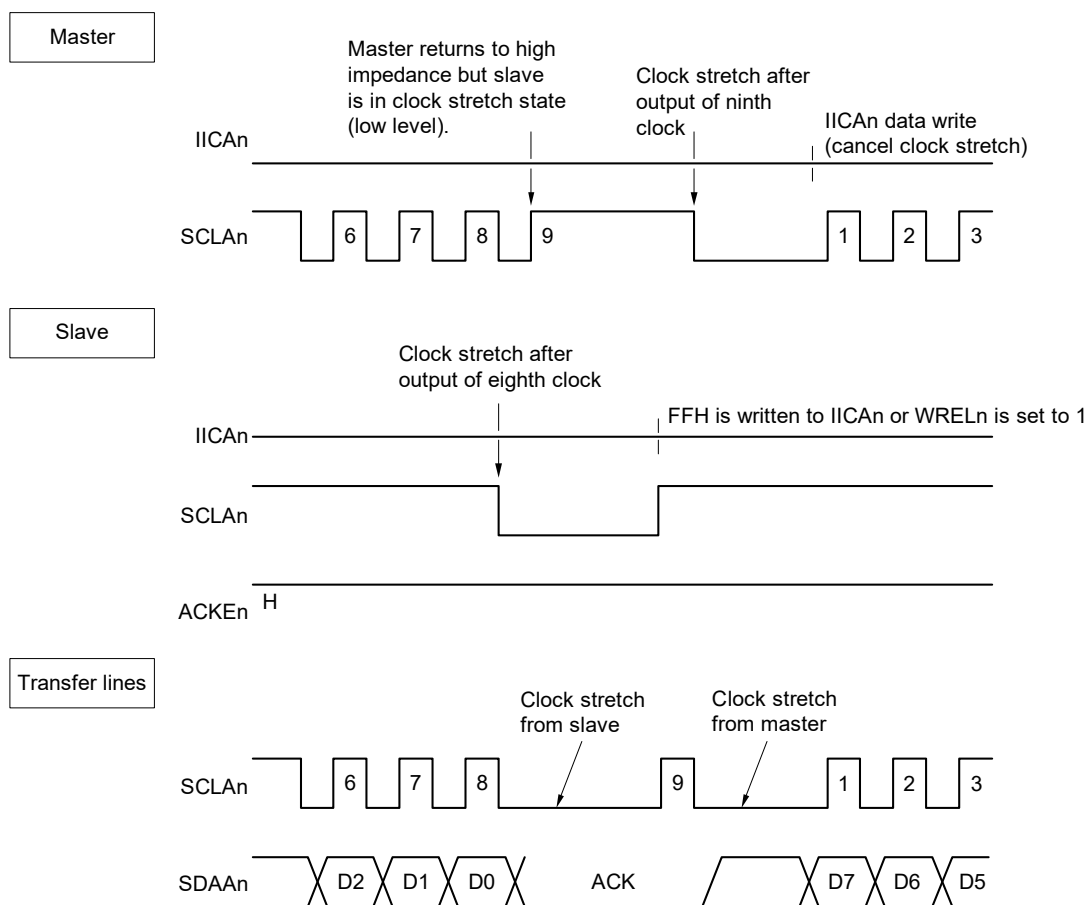 Master
Master returns to high
impedance but slave
is in clock stretch state
(low level).
Clock stretch after
output of ninth
clock
IICAn data write
(cancel clock stretch)
IICAn
SCLAn
6 7 8 9 1 2 3
Slave
Clock stretch after
output of eighth clock
FFH is written to IICAn or WRELn is set to 1
IICAn
SCLAn
ACKEn H
Transfer lines
Clock stretch
from slave
Clock stretch
from master
SCLAn 6 7 8 9 1 2 3
SDAAn D2 D1 D0 ACK D7 D6 D5